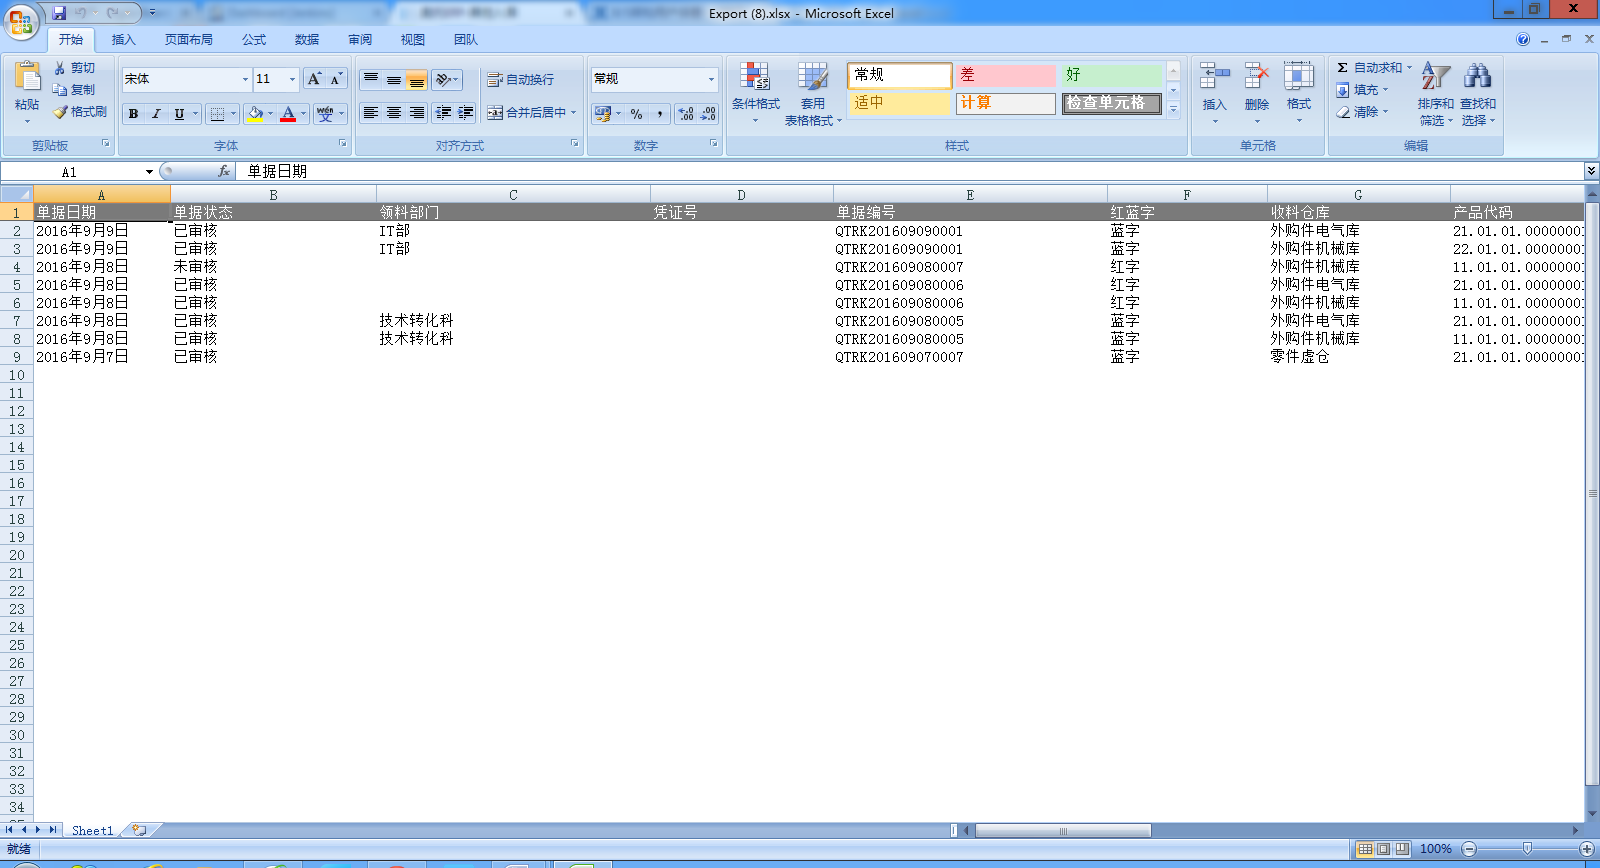 Export (8).xlsx - Microsoft Excel
开始 插入 页面布局 公式 数据 审阅 视图 团队
粘贴 剪切 复制 格式刷 剪贴板
宋体 11 B I U A wén 字体
自动换行 合并后居中 对齐方式
常规 % , 数字
条件格式 套用 表格格式 常规 差 好 适中 计算 检查单元格 样式
插入 删除 格式 单元格
Σ 自动求和 填充 清除 排序和 筛选 查找和 选择 编辑
A1 fx 单据日期
A B C D E F G
1 单据日期 单据状态 领料部门 凭证号 单据编号 红蓝字 收料仓库 产品代码
2 2016年9月9日 已审核 IT部 QTRK201609090001 蓝字 外购件电气库 21.01.01.0000000
3 2016年9月9日 已审核 IT部 QTRK201609090001 蓝字 外购件机械库 22.01.01.0000000
4 2016年9月8日 未审核 QTRK201609080007 红字 外购件机械库 11.01.01.0000000
5 2016年9月8日 已审核 QTRK201609080006 红字 外购件电气库 21.01.01.0000000
6 2016年9月8日 已审核 QTRK201609080006 红字 外购件机械库 11.01.01.0000000
7 2016年9月8日 已审核 技术转化科 QTRK201609080005 蓝字 外购件电气库 21.01.01.0000000
8 2016年9月8日 已审核 技术转化科 QTRK201609080005 蓝字 外购件机械库 11.01.01.0000000
9 2016年9月7日 已审核 QTRK201609070007 蓝字 零件虚仓 21.01.01.0000000
10
11
12
13
14
15
16
17
18
19
20
21
22
23
24
25
26
27
28
29
30
31
32
33
34
Sheet1
就绪 100%